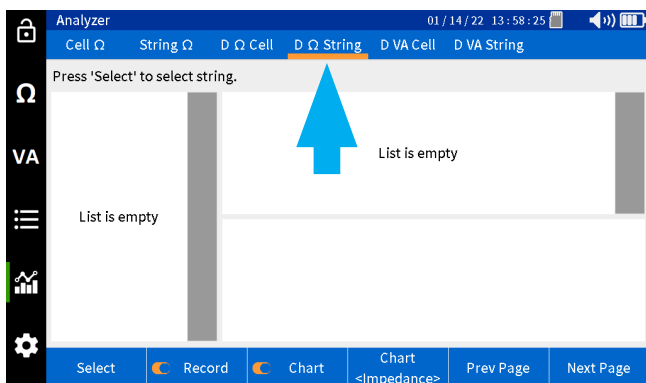 Analyzer 01/14/22 13:58:25
Cell Ω String Ω D Ω Cell D Ω String D VA Cell D VA String
Press 'Select' to select string.
Ω
VA
List is empty
List is empty
Select Record Chart Chart <Impedance> Prev Page Next Page